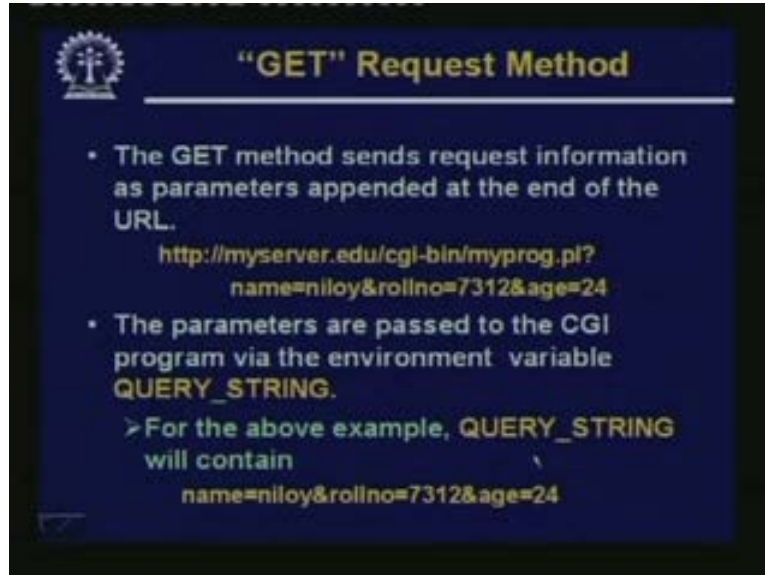 “GET” Request Method
• The GET method sends request information
as parameters appended at the end of the
URL.
http://myserver.edu/cgi-bin/myprog.pl?
name=niloy&rollno=7312&age=24
• The parameters are passed to the CGI
program via the environment variable
QUERY_STRING.
➢For the above example, QUERY_STRING
will contain
name=niloy&rollno=7312&age=24